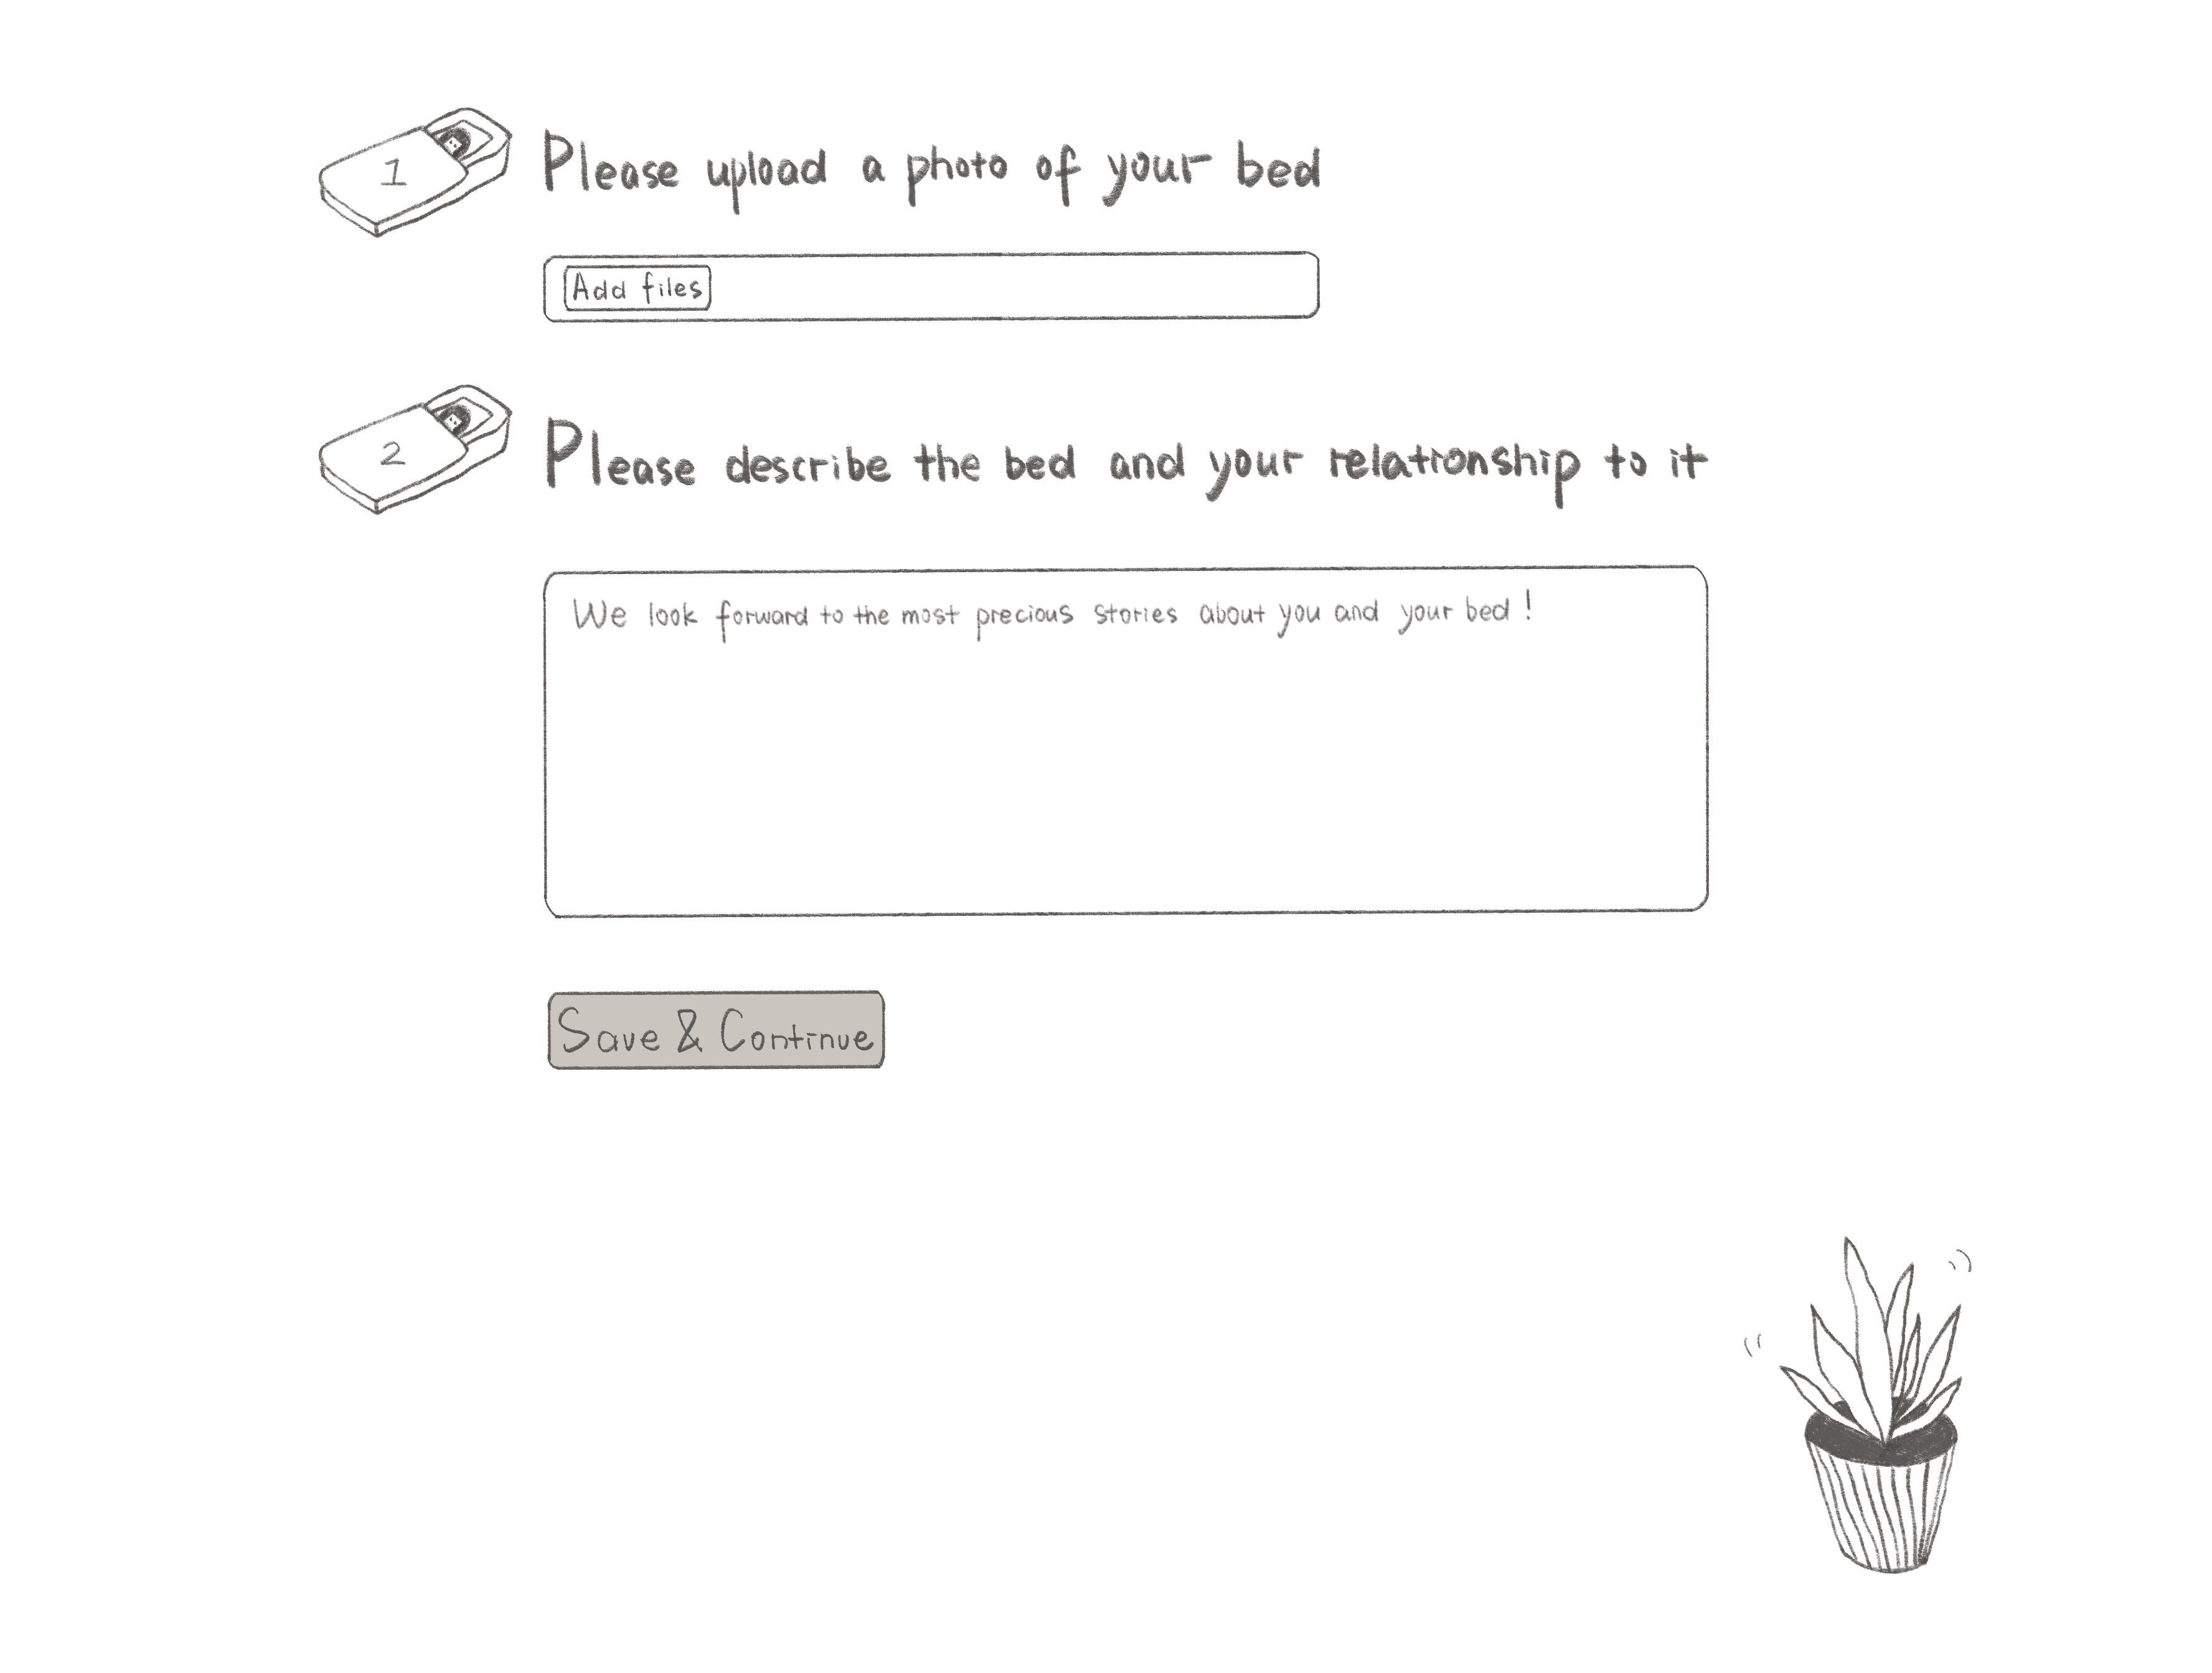 1
Please upload a photo of your bed
Add files
2
Please describe the bed and your relationship to it
We look forward to the most precious stories about you and your bed!
Save & Continue